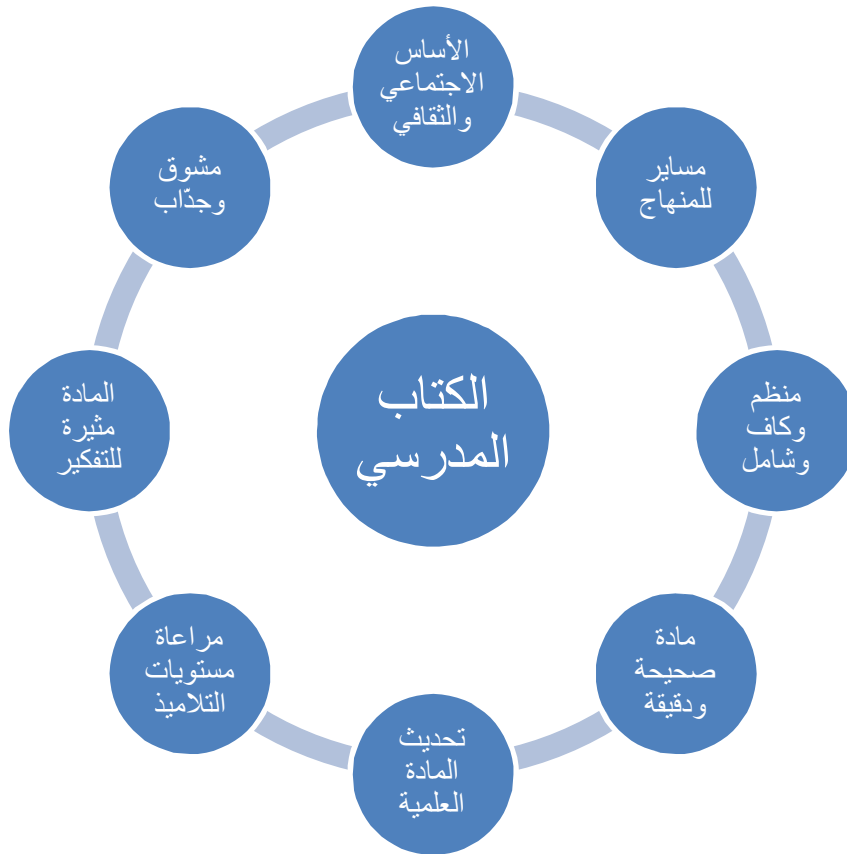 الأساس
الاجتماعي
والثقافي
مساير
للمنهاج
منظم
وكاف
وشامل
مادة
صحيحة
ودقيقة
تحديث
المادة
العلمية
مراعاة
مستويات
التلاميذ
المادة
مثيرة
للتفكير
مشوق
وجذّاب
الكتاب
المدرسي